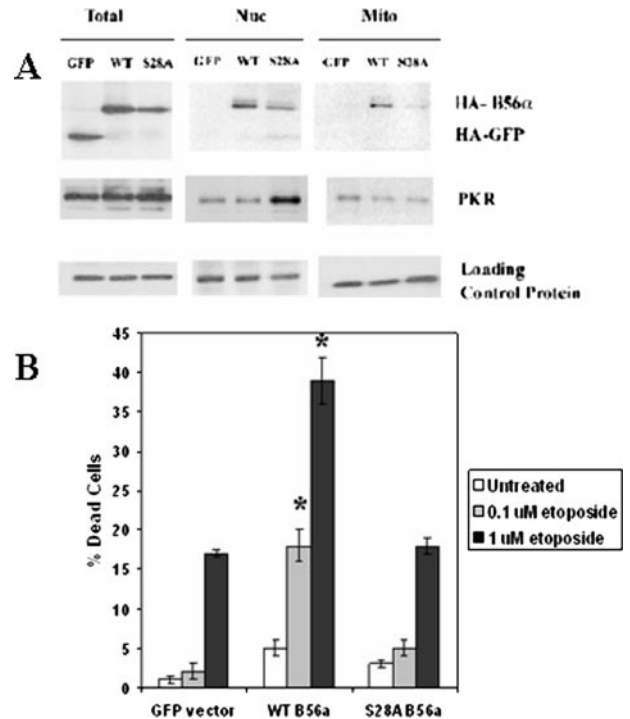 Total Nuc Mito
A
GFP WT S28A GFP WT S28A GFP WT S38A
HA- B56α
HA-GFP
PKR
Loading
Control Protein
B
45
40
35
30
25
20
15
10
5
0
% Dead Cells
*
*
Untreated
0.1 uM etoposide
1 uM etoposide
GFP vector WT B56a S28A B56a